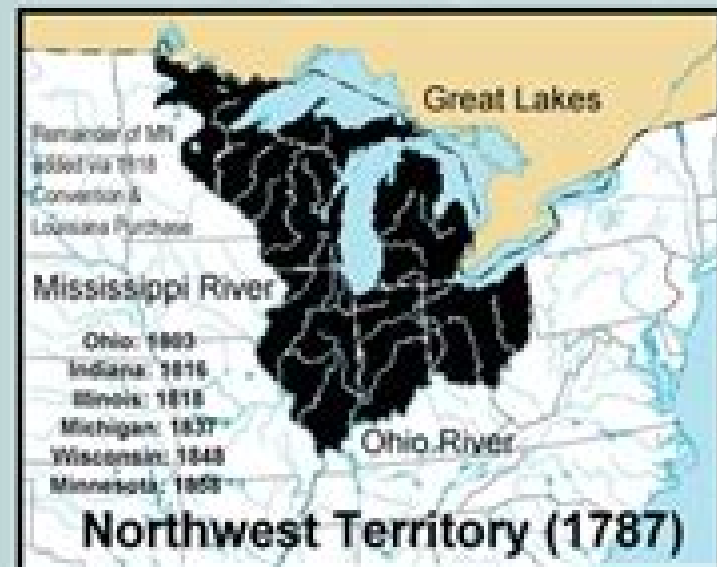 Great Lakes
Remainder of MN
added via 1818
Convention &
Louisiana Purchase
Mississippi River
Ohio: 1803
Indiana: 1816
Illinois: 1818
Michigan: 1837
Wisconsin: 1848
Minnesota: 1858
Ohio River
Northwest Territory (1787)